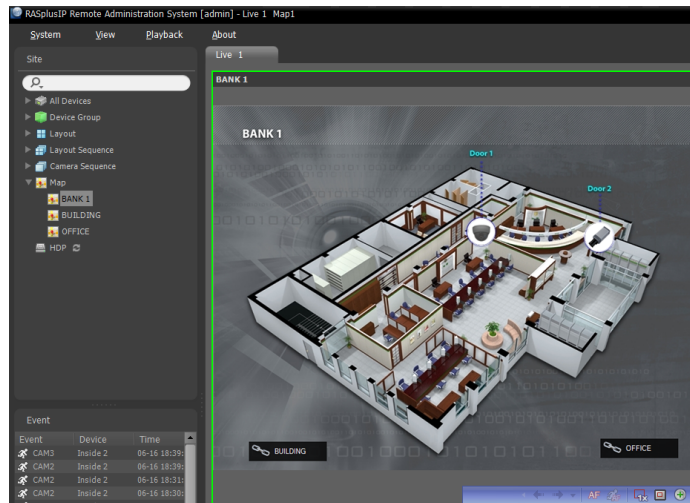 RASplusIP Remote Administration System [admin] - Live 1 Map1
System View Playback About
Site
Live 1
BANK 1
All Devices
Device Group
Layout
Layout Sequence
Camera Sequence
Map
BANK 1
BUILDING
OFFICE
HDP
BANK 1
Door 1
Door 2
BUILDING
OFFICE
Event
Event Device Time
CAM3 Inside 2 06-16 18:39:
CAM2 Inside 2 06-16 18:39:
CAM2 Inside 2 06-16 18:31:
CAM2 Inside 2 06-16 18:30:
AF 1x